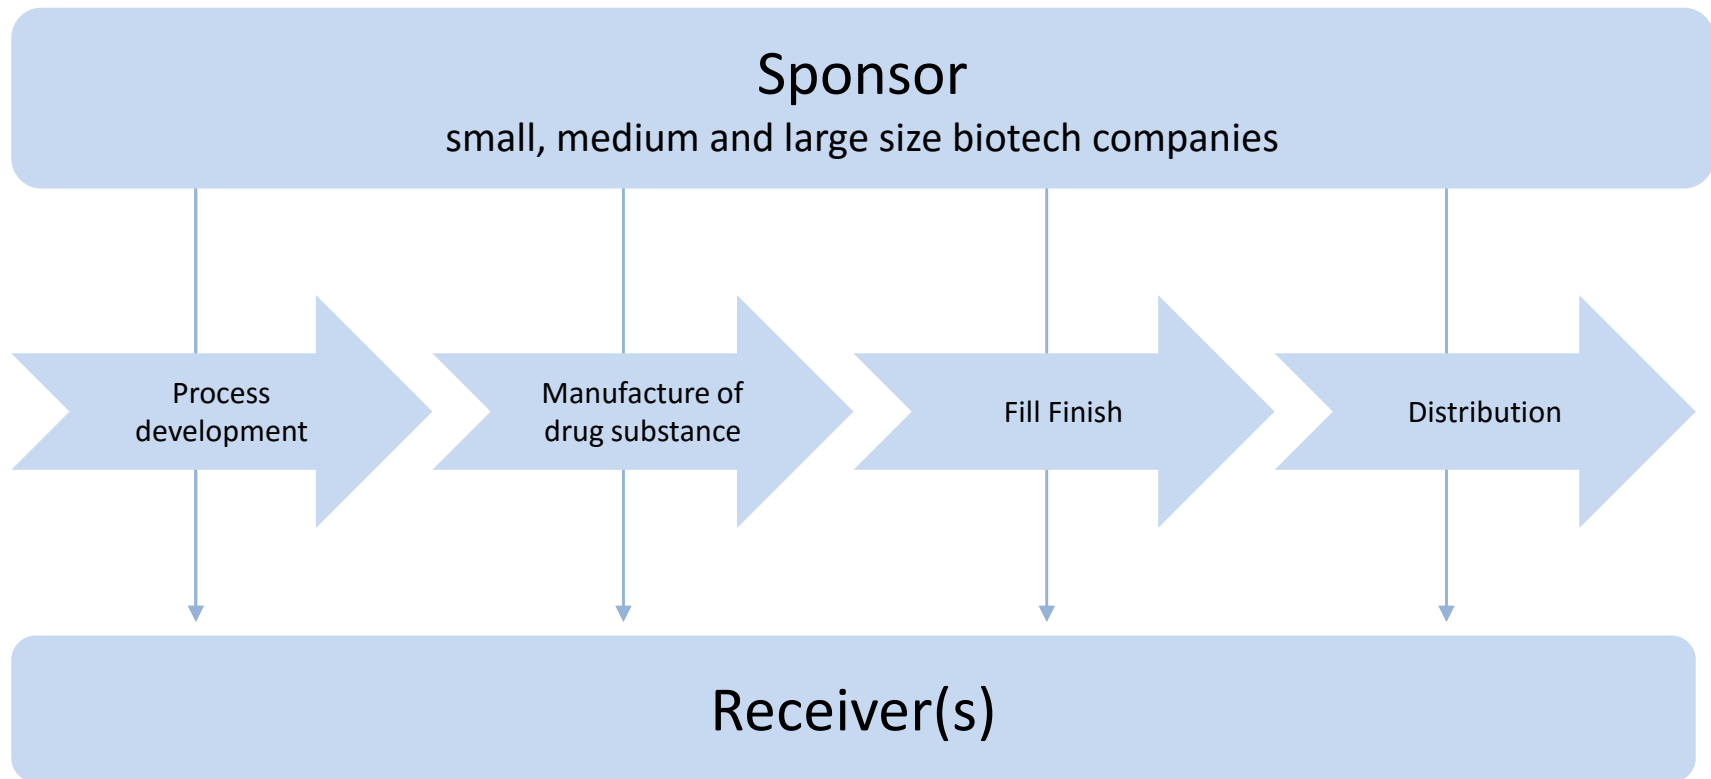 Sponsor
small, medium and large size biotech companies
Process
development
Manufacture of
drug substance
Fill Finish
Distribution
Receiver(s)